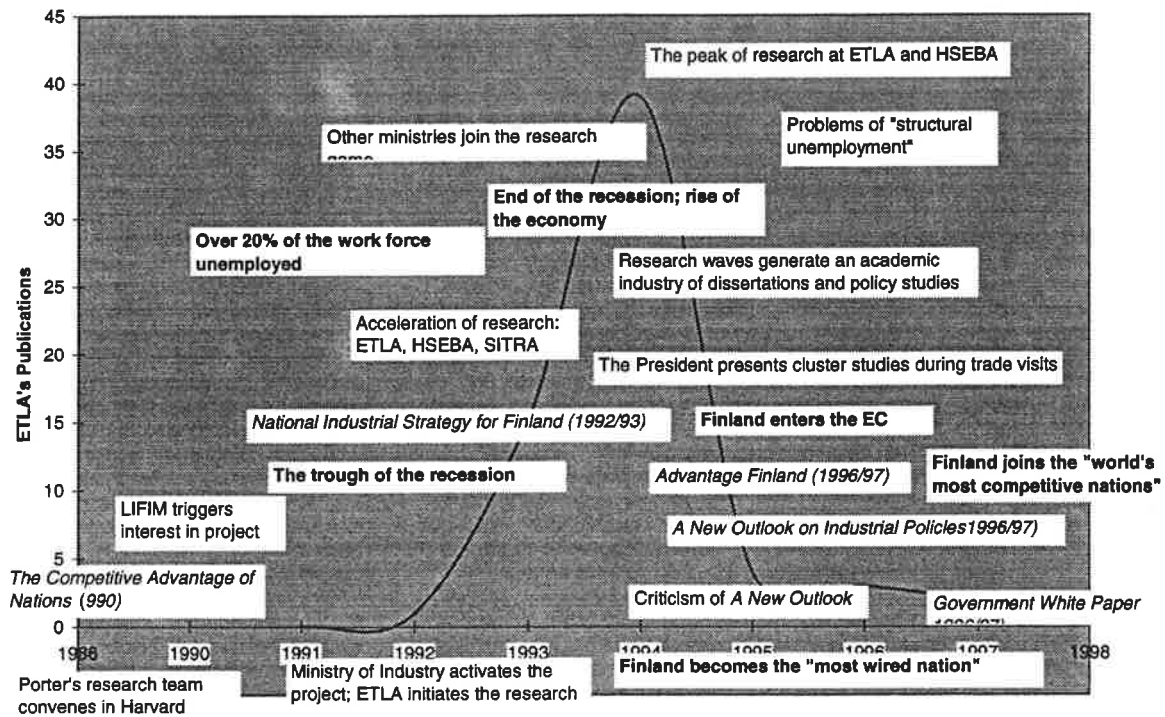 45
The peak of research at ETLA and HSEBA
40
Problems of "structural
unemployment"
Other ministries join the research
35
End of the recession; rise of
the economy
30
Over 20% of the work force
unemployed
Research waves generate an academic
industry of dissertations and policy studies
25
Acceleration of research:
ETLA, HSEBA, SITRA
20
The President presents cluster studies during trade visits
ETLA's Publications
National Industrial Strategy for Finland (1992/93)
15
Finland enters the EC
The trough of the recession
Advantage Finland (1996/97)
Finland joins the "world's
most competitive nations"
10
LIFIM triggers
interest in project
A New Outlook on Industrial Policies1996/97)
5
The Competitive Advantage of
Nations (990)
Criticism of A New Outlook
Government White Paper
0
1986 1990 1991 1992 1993 1994 1995 1996 1997 1998
Porter's research team
convenes in Harvard
Ministry of Industry activates the
project; ETLA initiates the research
Finland becomes the "most wired nation"